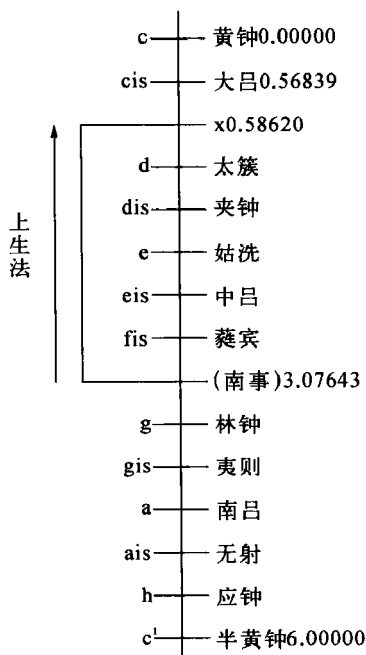 c 黄钟0.00000
cis 大吕0.56839
x0.58620
d 太簇
dis 夹钟
e 姑洗
eis 中吕
fis 蕤宾
(南事)3.07643
g 林钟
gis 夷则
a 南吕
ais 无射
h 应钟
c¹ 半黄钟6.00000
上生法